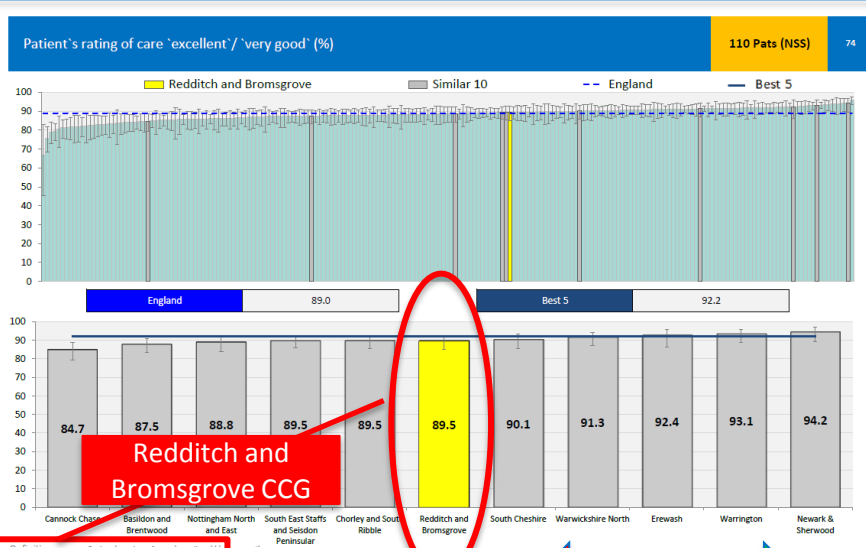 Patient`s rating of care `excellent`/ `very good` (%)
110 Pats (NSS)
74
Redditch and Bromsgrove
Similar 10
England
Best 5
100
90
80
70
60
50
40
30
20
10
0
England
89.0
Best 5
92.2
100
90
80
70
60
50
40
30
20
10
0
84.7
87.5
88.8
89.5
89.5
89.5
90.1
91.3
92.4
93.1
94.2
Redditch and
Bromsgrove CCG
Cannock Chase
Basildon and
Brentwood
Nottingham North
and East
South East Staffs
and Seisdon
Peninsular
Chorley and South
Ribble
Redditch and
Bromsgrove
South Cheshire
Warwickshire North
Erewash
Warrington
Newark &
Sherwood